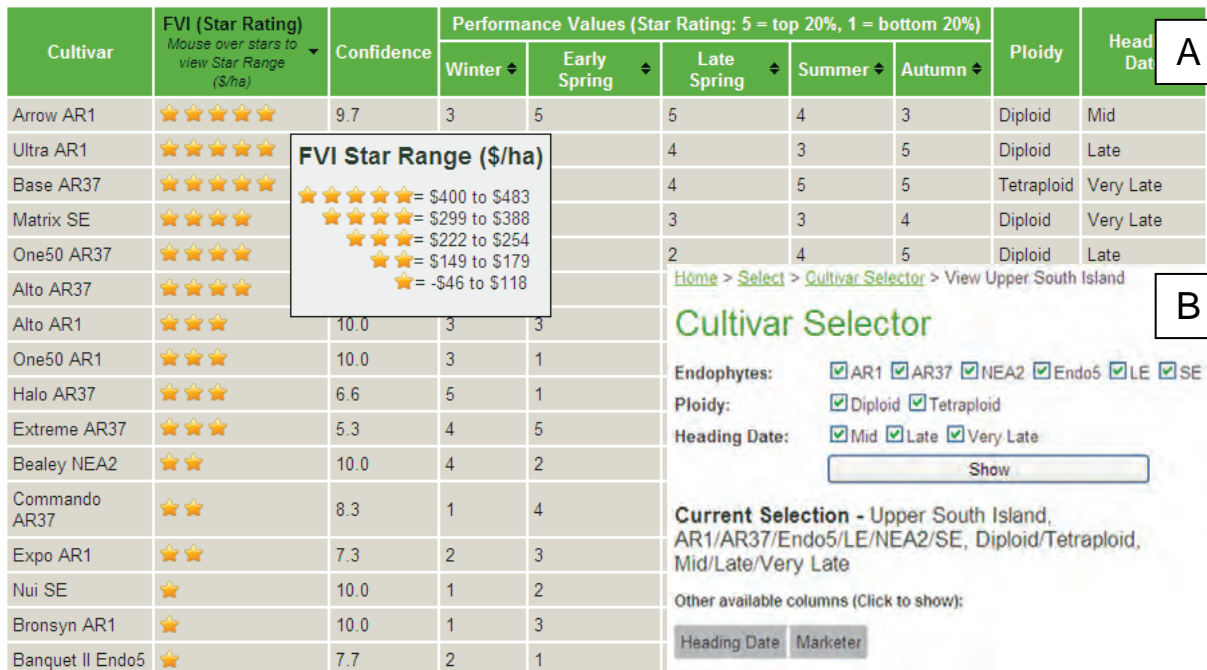 Cultivar FVI (Star Rating) Mouse over stars to view Star Range ($/ha) Confidence Performance Values (Star Rating: 5 = top 20%, 1 = bottom 20%) Ploidy Head Dat
Winter Early Spring Late Spring Summer Autumn
A
Arrow AR1 9.7 3 5 5 4 3 Diploid Mid
Ultra AR1 4 3 5 Diploid Late
Base AR37 4 5 5 Tetraploid Very Late
Matrix SE 3 3 4 Diploid Very Late
One50 AR37 2 4 5 Diploid Late
Alto AR37
Alto AR1 10.0 3 3
One50 AR1 10.0 3 1
Halo AR37 6.6 5 1
Extreme AR37 5.3 4 5
Bealey NEA2 10.0 4 2
Commando AR37 8.3 1 4
Expo AR1 7.3 2 3
Nui SE 10.0 1 2
Bronsyn AR1 10.0 1 3
Banquet II Endo5 7.7 2 1
FVI Star Range ($/ha)
= $400 to $483
= $299 to $388
= $222 to $254
= $149 to $179
= -$46 to $118
Home > Select > Cultivar Selector > View Upper South Island
B
Cultivar Selector
Endophytes: AR1 AR37 NEA2 Endo5 LE SE
Ploidy: Diploid Tetraploid
Heading Date: Mid Late Very Late
Show
Current Selection - Upper South Island,
AR1/AR37/Endo5/LE/NEA2/SE, Diploid/Tetraploid,
Mid/Late/Very Late
Other available columns (Click to show):
Heading Date Marketer